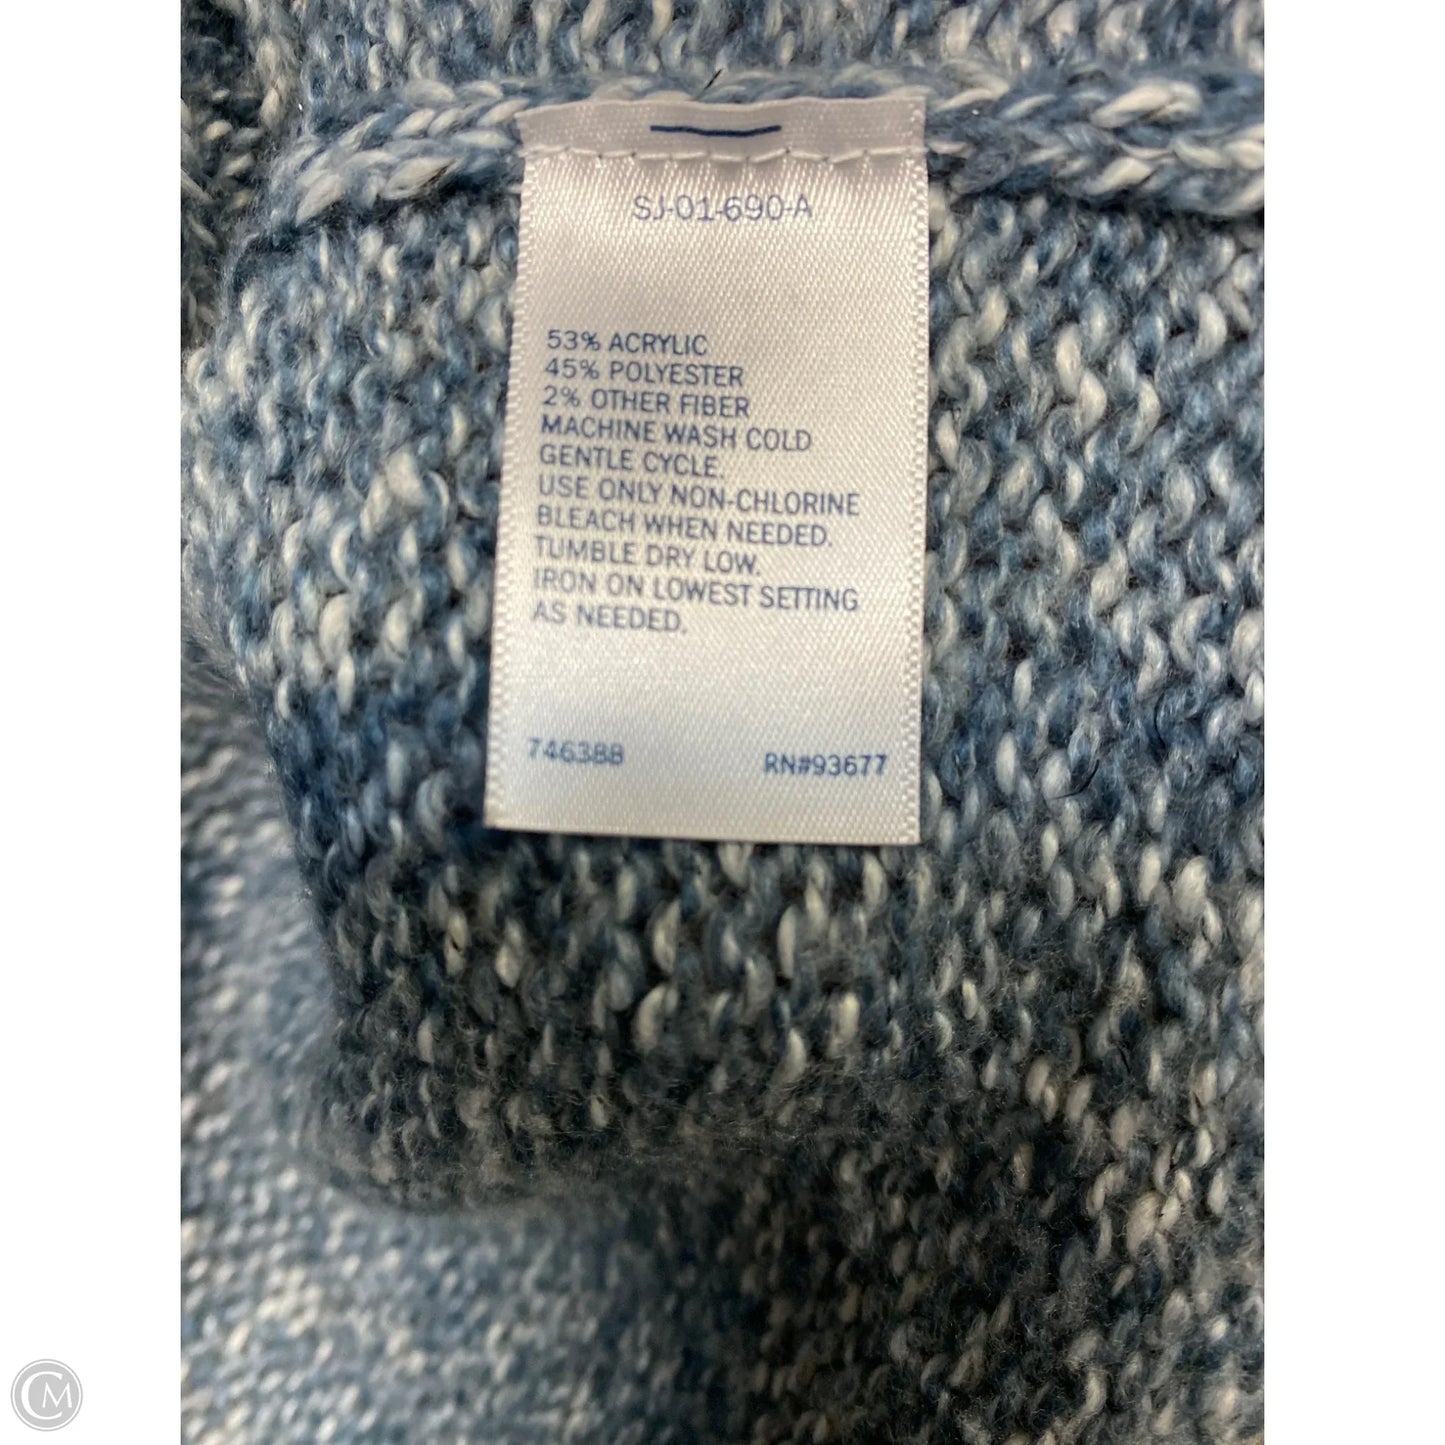 SJ-01-690-A
53% ACRYLIC
45% POLYESTER
2% OTHER FIBER
MACHINE WASH COLD
GENTLE CYCLE.
USE ONLY NON-CHLORINE
BLEACH WHEN NEEDED.
TUMBLE DRY LOW.
IRON ON LOWEST SETTING
AS NEEDED.
746388 RN#93677
CM